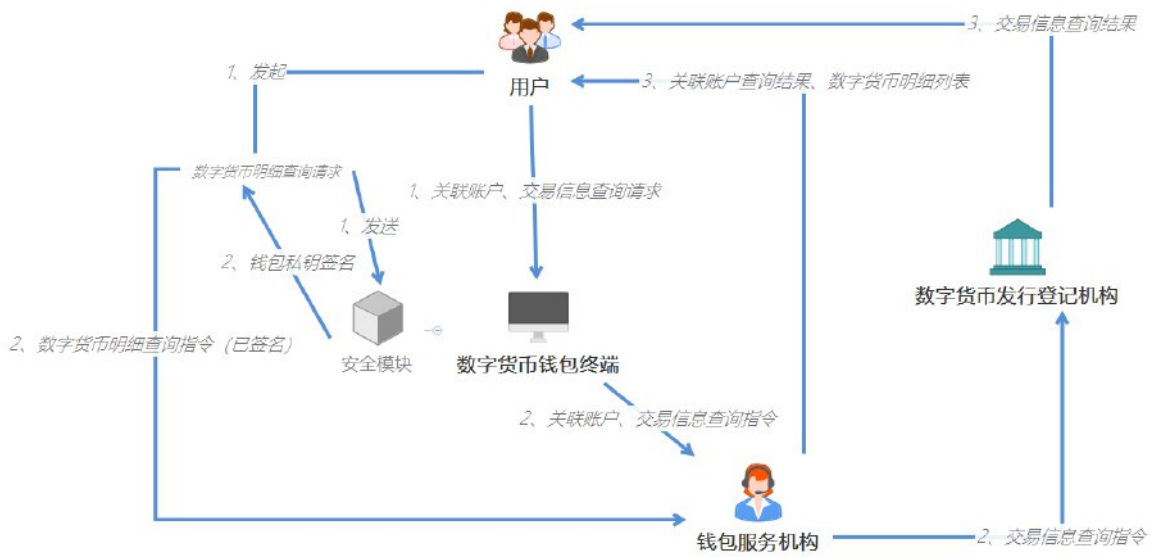 3、交易信息查询结果
1、发起
用户
3、关联账户查询结果、数字货币明细列表
数字货币明细查询请求
1、关联账户、交易信息查询请求
1、发送
2、钱包私钥签名
数字货币发行登记机构
2、数字货币明细查询指令（已签名）
安全模块
数字货币钱包终端
2、关联账户、交易信息查询指令
钱包服务机构
2、交易信息查询指令